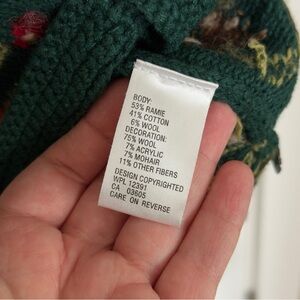 BODY:
53% RAMIE
41% COTTON
6% WOOL
DECORATION:
75% WOOL
7% ACRYLIC
7% MOHAIR
11% OTHER FIBERS
DESIGN COPYRIGHTED
WPL 12391
CA 03605
CARE ON REVERSE